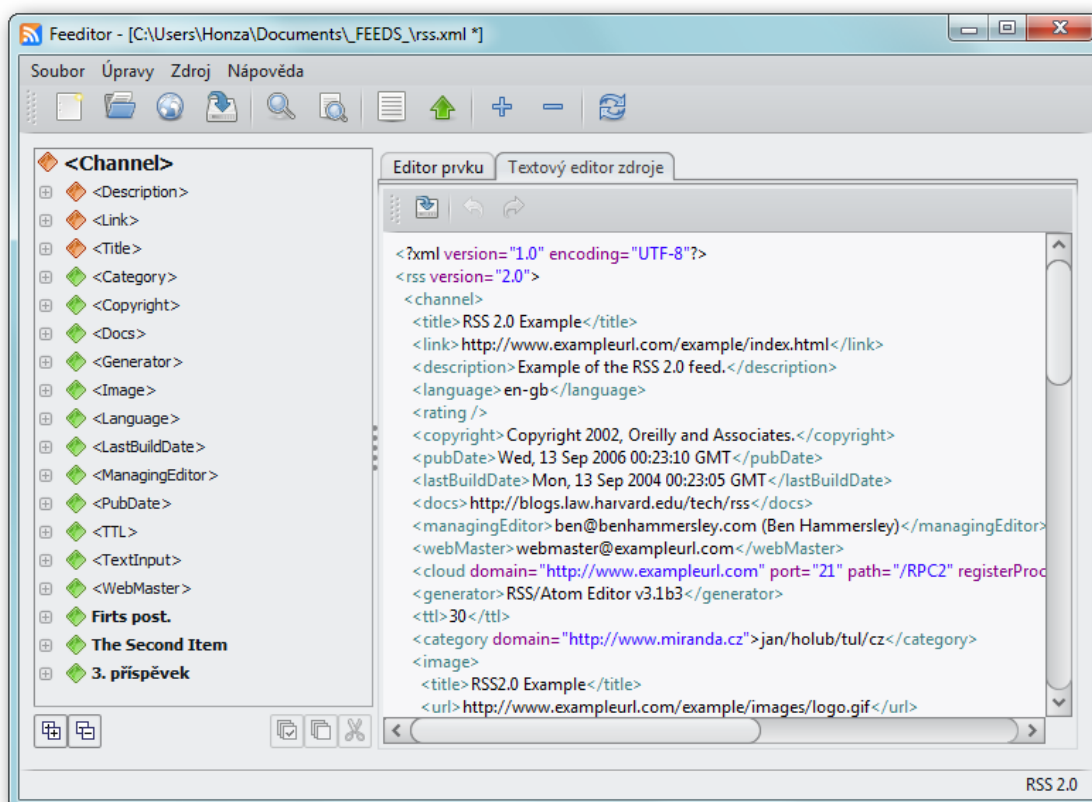 Feeditor - [C:\Users\Honza\Documents\_FEEDS_\rss.xml *]
Soubor Úpravy Zdroj Nápověda
<Channel>
<Description>
<Link>
<Title>
<Category>
<Copyright>
<Docs>
<Generator>
<Image>
<Language>
<LastBuildDate>
<ManagingEditor>
<PubDate>
<TTL>
<TextInput>
<WebMaster>
Firts post.
The Second Item
3. příspěvek
Editor prvku Textový editor zdroje
<?xml version="1.0" encoding="UTF-8"?>
<rss version="2.0">
<channel>
<title>RSS 2.0 Example</title>
<link>http://www.exampleurl.com/example/index.html</link>
<description>Example of the RSS 2.0 feed.</description>
<language>en-gb</language>
<rating />
<copyright>Copyright 2002, Oreilly and Associates.</copyright>
<pubDate>Wed, 13 Sep 2006 00:23:10 GMT</pubDate>
<lastBuildDate>Mon, 13 Sep 2004 00:23:05 GMT</lastBuildDate>
<docs>http://blogs.law.harvard.edu/tech/rss</docs>
<managingEditor>ben@benhammersley.com (Ben Hammersley)</managingEditor>
<webMaster>webmaster@exampleurl.com</webMaster>
<cloud domain="http://www.exampleurl.com" port="21" path="/RPC2" registerProc
<generator>RSS/Atom Editor v3.1b3</generator>
<ttl>30</ttl>
<category domain="http://www.miranda.cz">jan/holub/tul/cz</category>
<image>
<title>RSS2.0 Example</title>
<url>http://www.exampleurl.com/example/images/logo.gif</url>
RSS 2.0